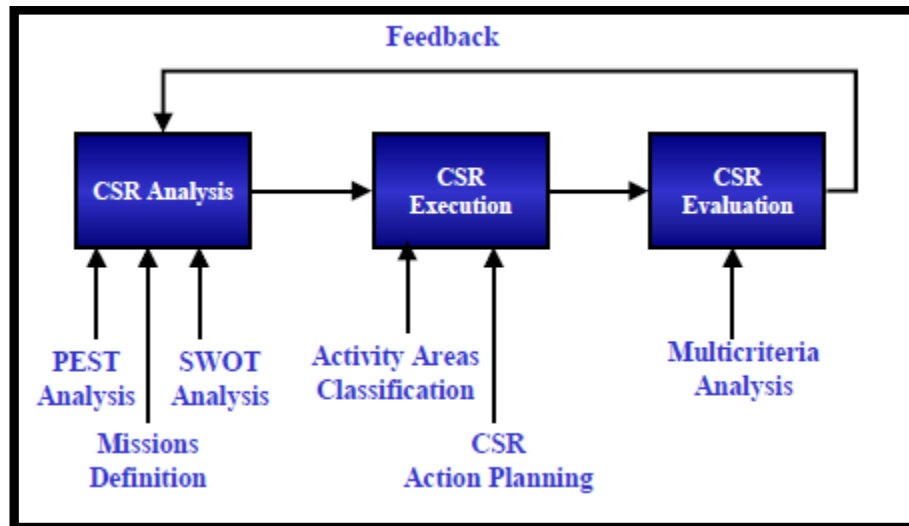 Feedback
CSR Analysis
CSR
Execution
CSR
Evaluation
PEST
Analysis
SWOT
Analysis
Missions
Definition
Activity Areas
Classification
CSR
Action Planning
Multicriteria
Analysis